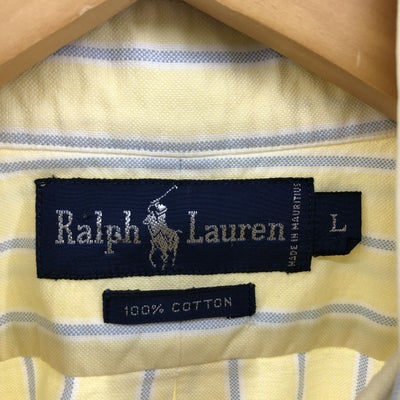 Ralph Lauren
MADE IN MAURITIUS
L
100% COTTON